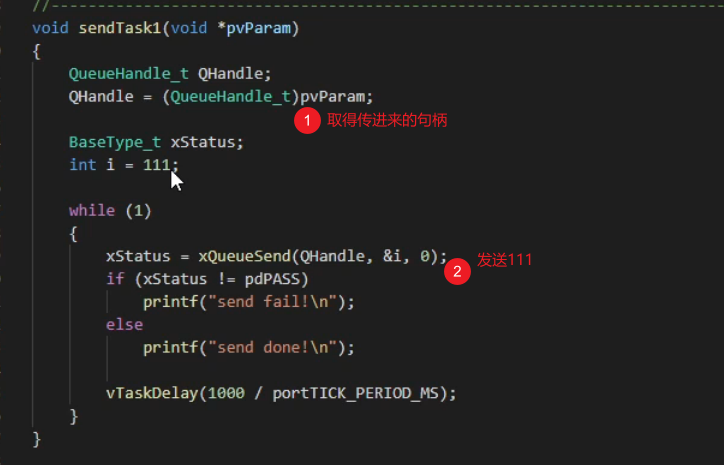 //-----------------------------------------------------------------------
void sendTask1(void *pvParam)
{
QueueHandle_t QHandle;
QHandle = (QueueHandle_t)pvParam;
1 取得传进来的句柄
BaseType_t xStatus;
int i = 111;
while (1)
{
xStatus = xQueueSend(QHandle, &i, 0);
2 发送111
if (xStatus != pdPASS)
printf("send fail!\n");
else
printf("send done!\n");
vTaskDelay(1000 / portTICK_PERIOD_MS);
}
}